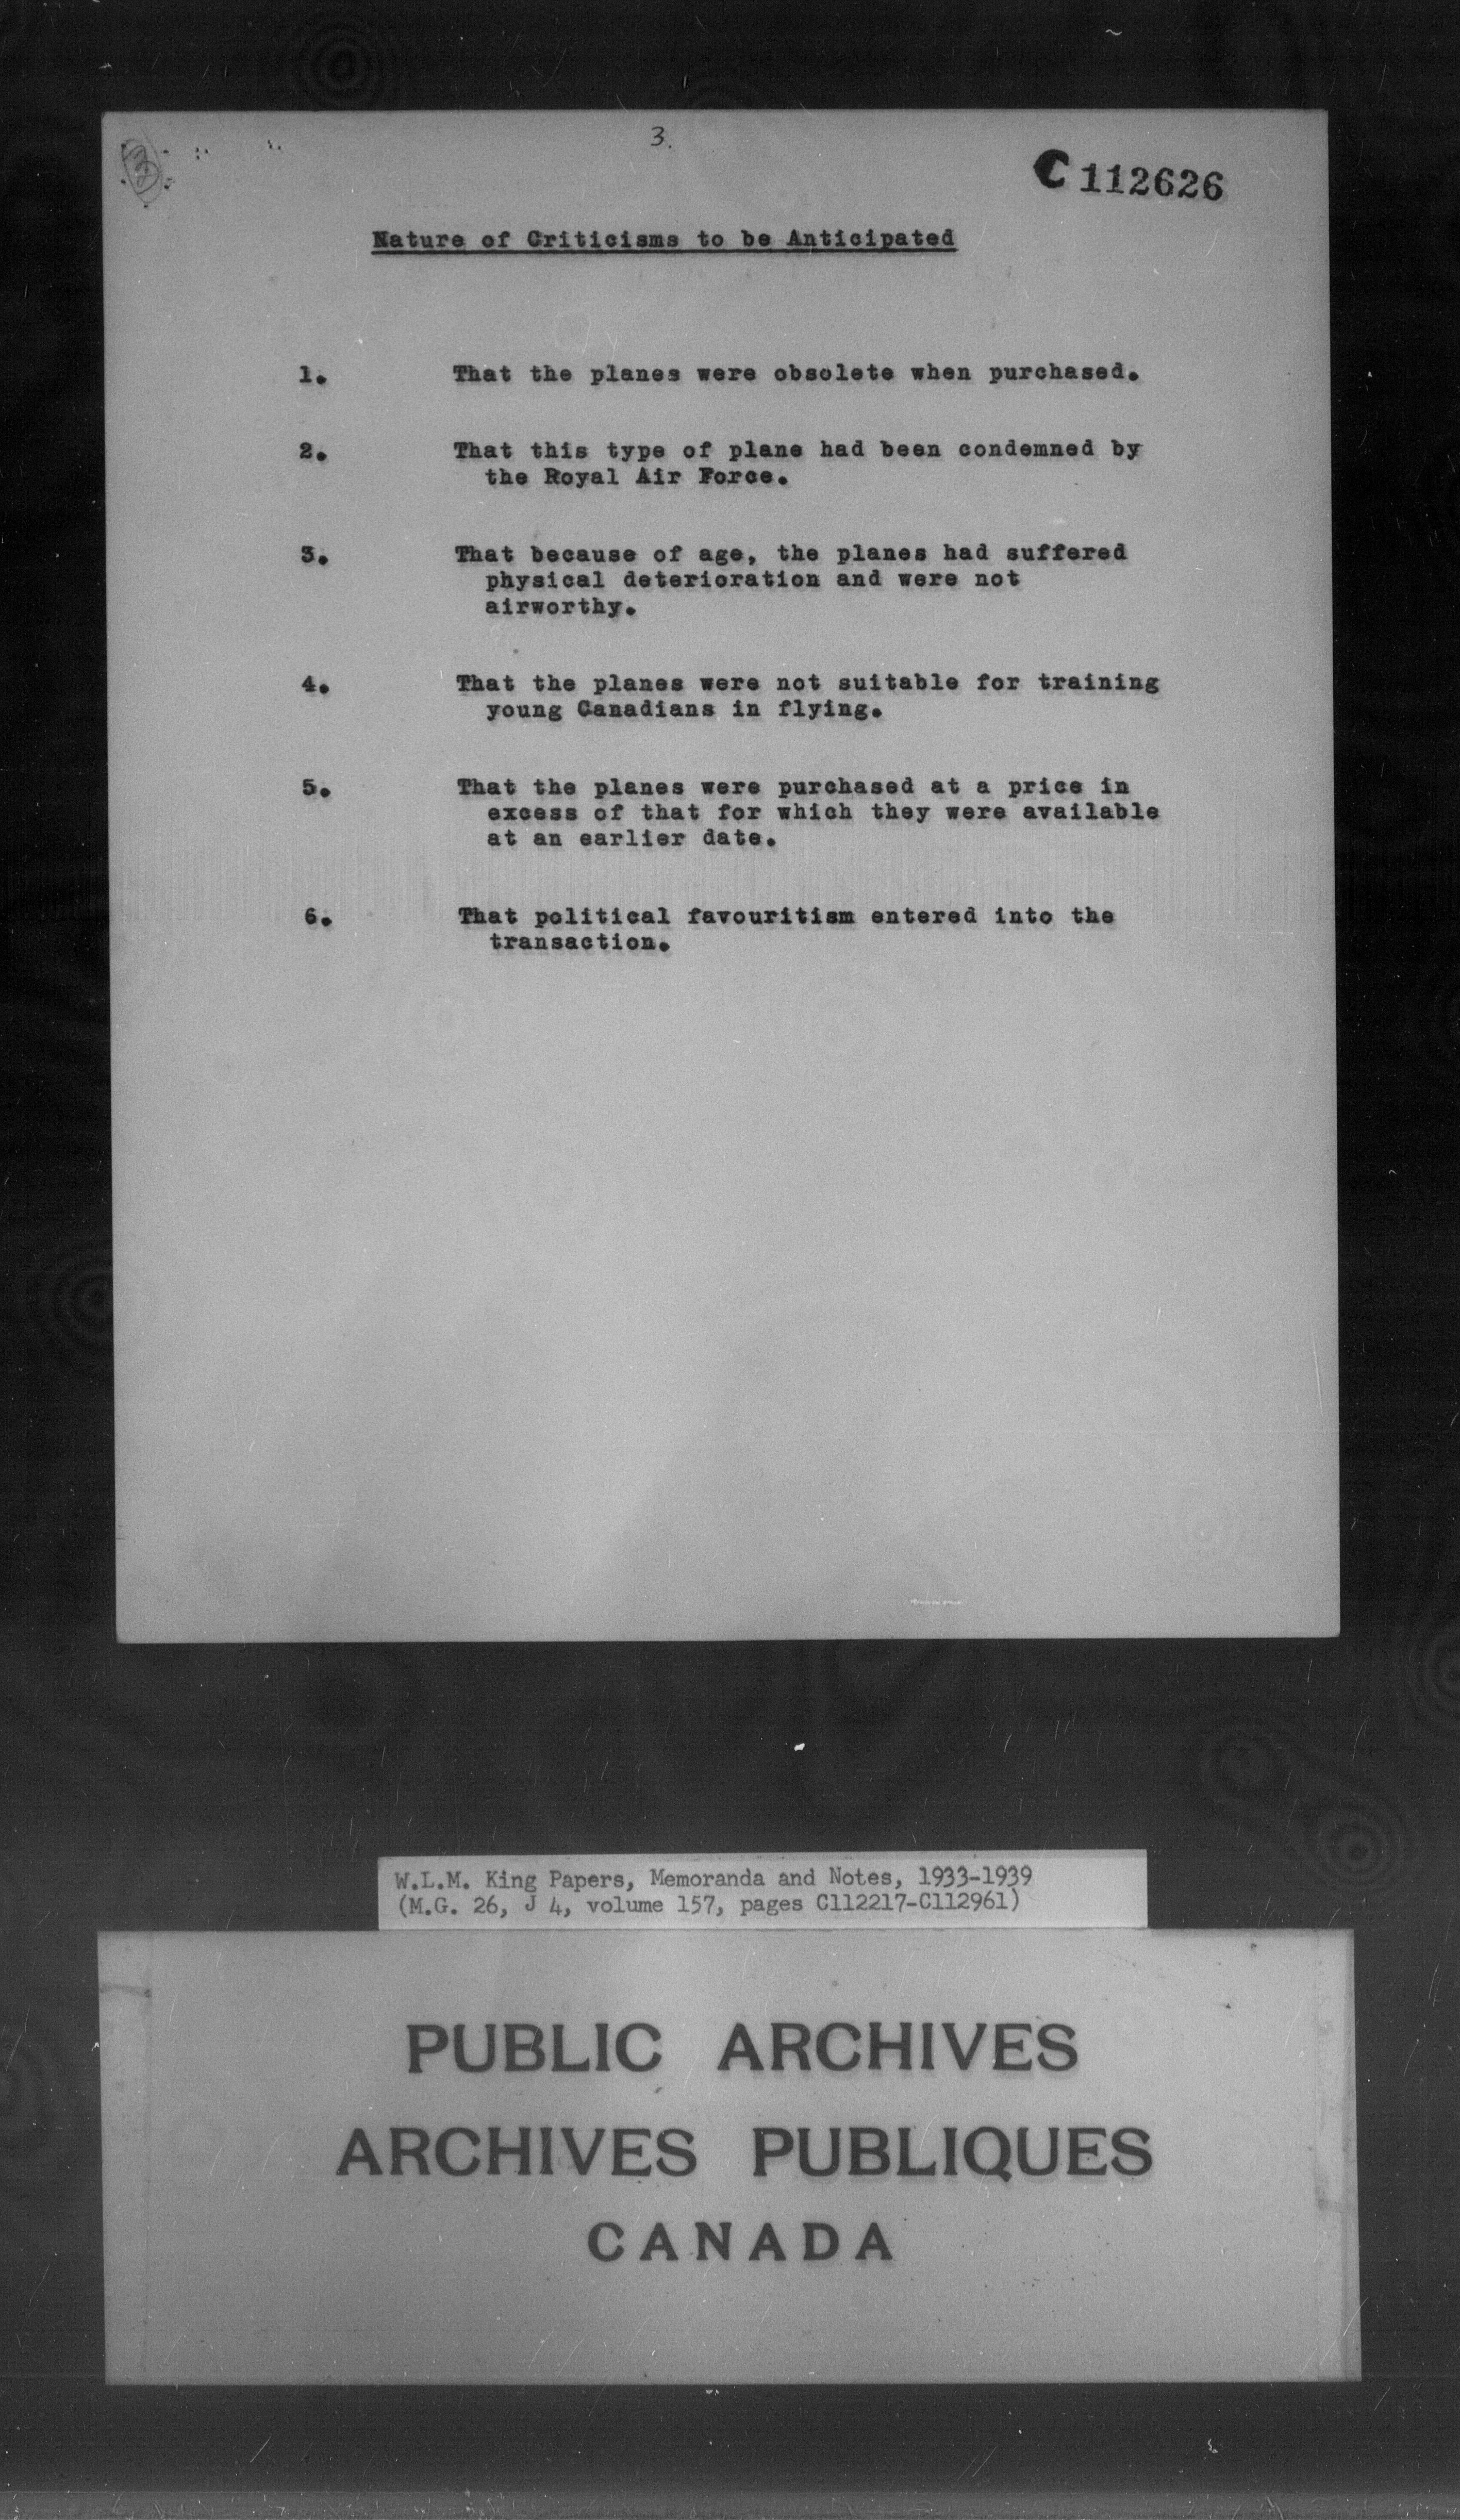 3
3.
C 112626
Nature of Criticisms to be Anticipated
1. That the planes were obsolete when purchased.
2. That this type of plane had been condemned by
the Royal Air Force.
3. That because of age, the planes had suffered
physical deterioration and were not
airworthy.
4. That the planes were not suitable for training
young Canadians in flying.
5. That the planes were purchased at a price in
excess of that for which they were available
at an earlier date.
6. That political favouritism entered into the
transaction.
W.L.M. King Papers, Memoranda and Notes, 1933-1939
(M.G. 26, J 4, volume 157, pages C112217-C112961)
PUBLIC ARCHIVES
ARCHIVES PUBLIQUES
CANADA